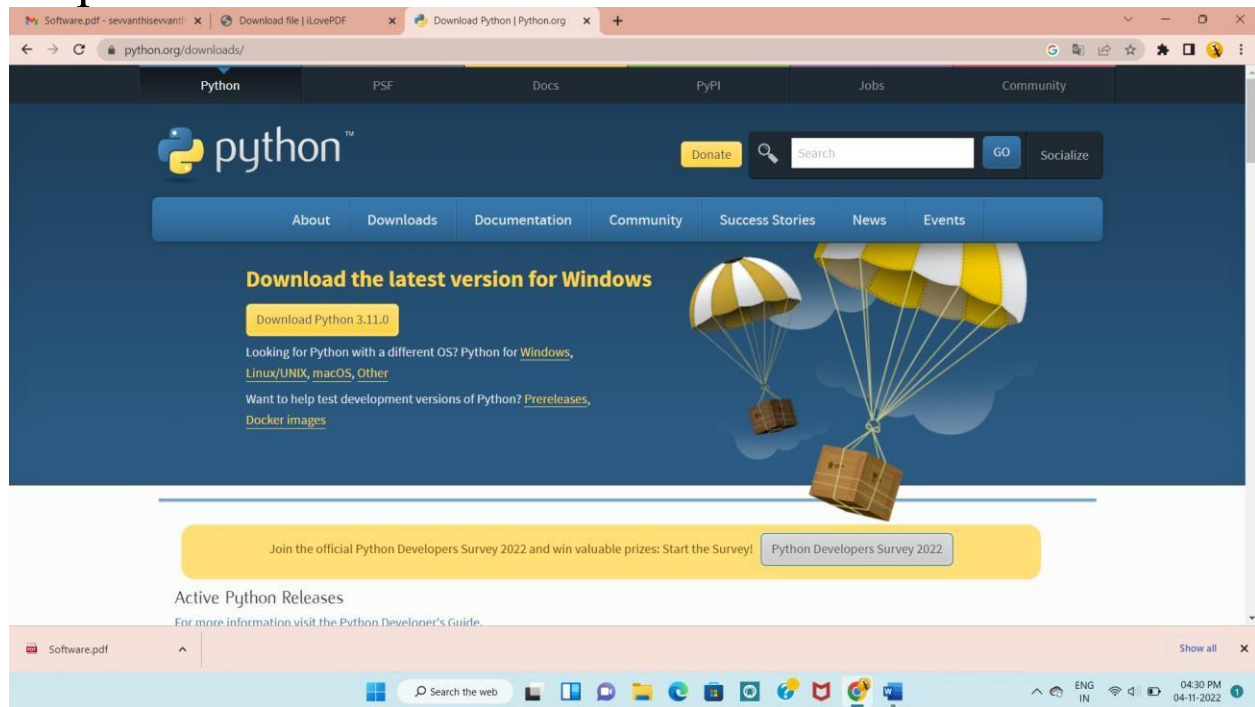 Software.pdf - sevvanthisevvanthi
Download file | iLovePDF
Download Python | Python.org
python.org/downloads/
Python
PSF
Docs
PyPI
Jobs
Community
python™
Donate
Search
GO
Socialize
About
Downloads
Documentation
Community
Success Stories
News
Events
Download the latest version for Windows
Download Python 3.11.0
Looking for Python with a different OS? Python for Windows,
Linux/UNIX, macOS, Other
Want to help test development versions of Python? Prereleases,
Docker images
Join the official Python Developers Survey 2022 and win valuable prizes: Start the Survey!
Python Developers Survey 2022
Active Python Releases
For more information visit the Python Developer's Guide.
Software.pdf
Show all
Search the web
ENG
IN
04:30 PM
04-11-2022
1